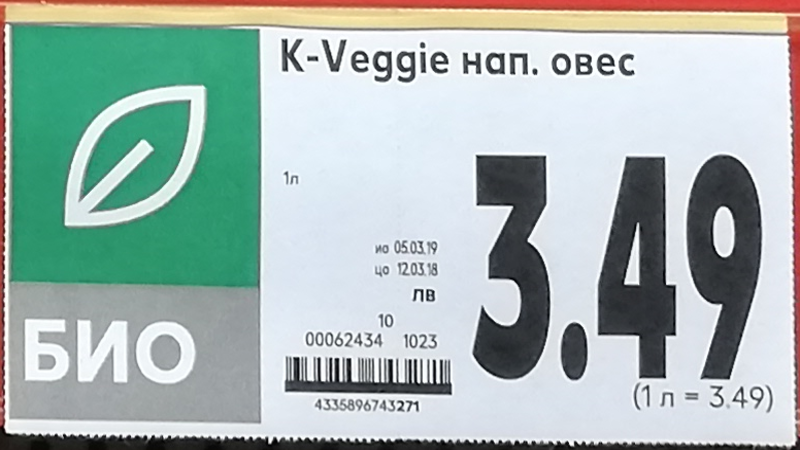 K-Veggie нап. овес
1л
3.49
ио 05.03.19
цо 12.03.18
лв
10
00062434 1023
4335896743271
(1 л = 3.49)
БИО